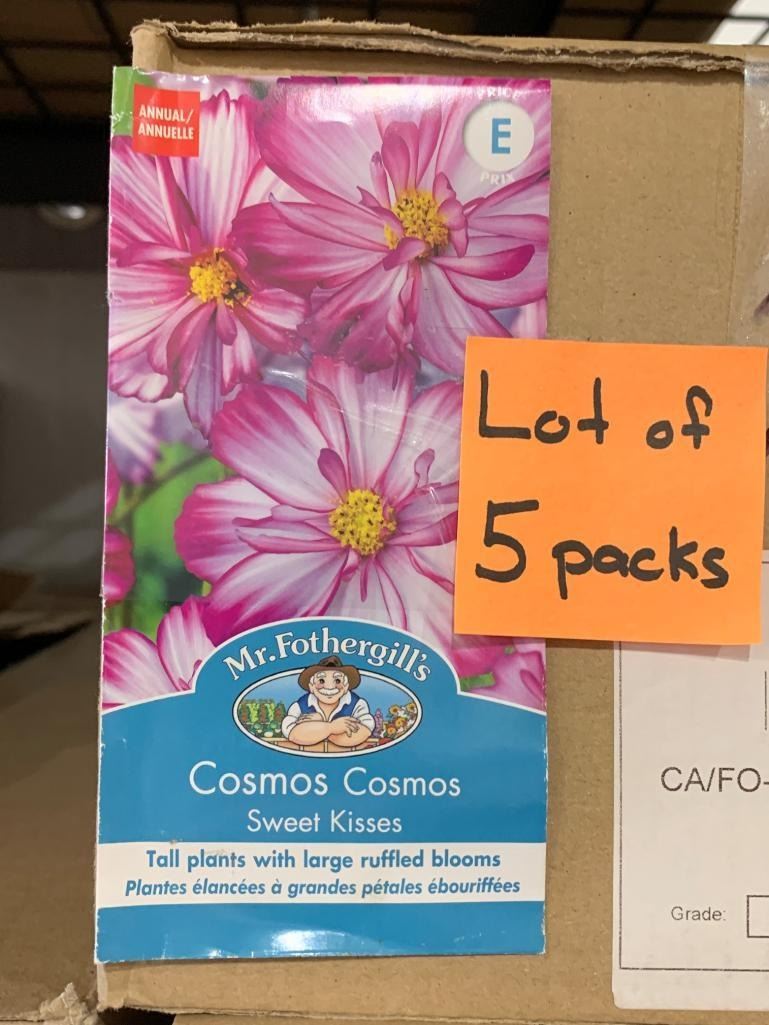 ANNUAL/
ANNUELLE
PRICE
E
PRIX
Lot of
5 packs
Mr. Fothergill's
Cosmos Cosmos
Sweet Kisses
Tall plants with large ruffled blooms
Plantes élancées à grandes pétales ébouriffées
CA/FO-
Grade: